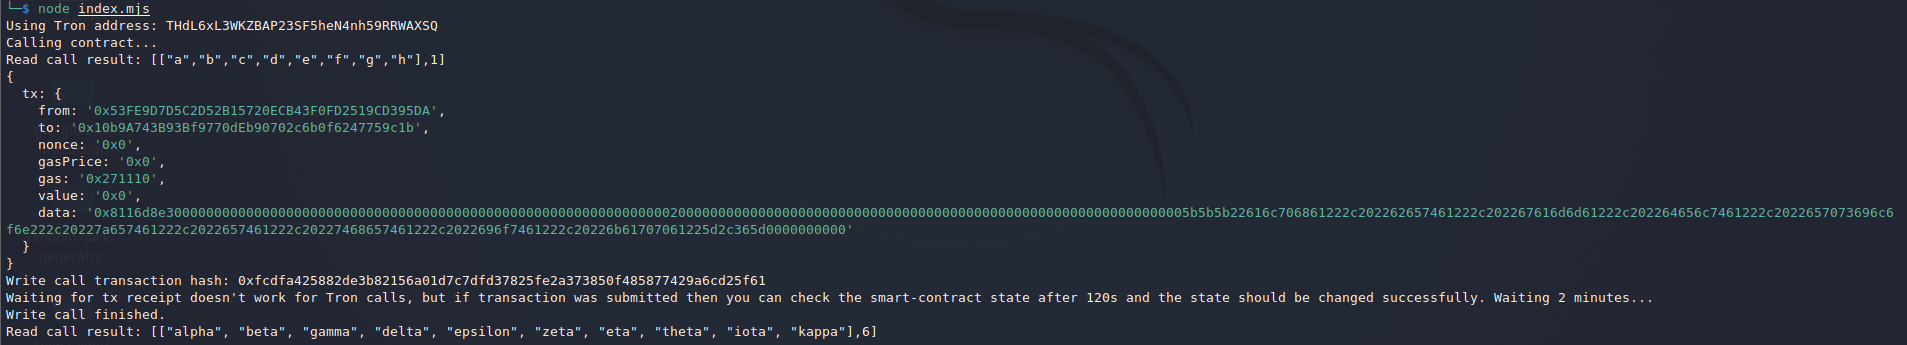 └─$ node index.mjs
Using Tron address: THdL6xL3WKZBAP23SF5heN4nh59RRWAXSQ
Calling contract...
Read call result: [["a","b","c","d","e","f","g","h"],1]
{
tx: {
from: '0x53FE9D7D5C2D52B15720ECB43F0FD2519CD395DA',
to: '0x10b9A743B93Bf9770dEb90702c6b0f6247759c1b',
nonce: '0x0',
gasPrice: '0x0',
gas: '0x271110',
value: '0x0',
data: '0x8116d8e30000000000000000000000000000000000000000000000000000000000000020000000000000000000000000000000000000000000000000000000000000005b5b5b22616c706861222c202262657461222c202267616d6d61222c202264656c7461222c2022657073696c6
f6e222c20227a657461222c2022657461222c20227468657461222c2022696f7461222c20226b61707061225d2c365d0000000000'
}
}
Write call transaction hash: 0xfcdfa425882de3b82156a01d7c7dfd37825fe2a373850f485877429a6cd25f61
Waiting for tx receipt doesn't work for Tron calls, but if transaction was submitted then you can check the smart-contract state after 120s and the state should be changed successfully. Waiting 2 minutes...
Write call finished.
Read call result: [["alpha", "beta", "gamma", "delta", "epsilon", "zeta", "eta", "theta", "iota", "kappa"],6]